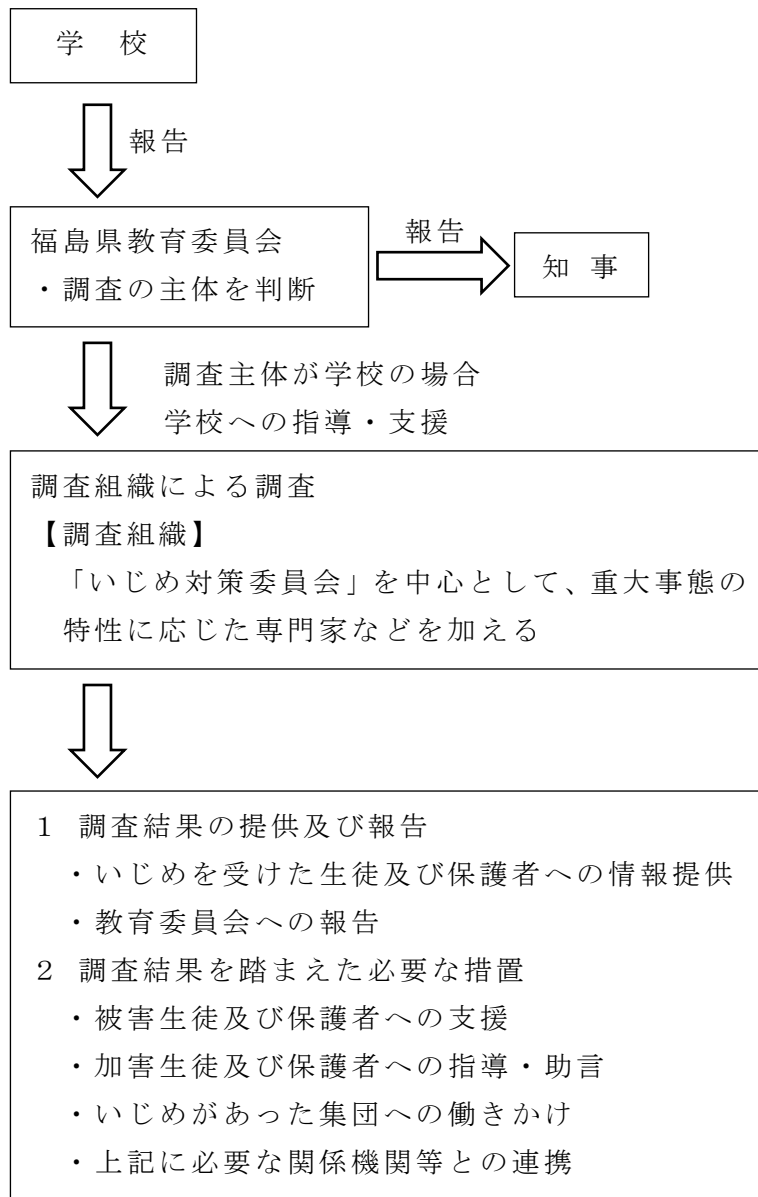 学 校
報告
福島県教育委員会
・調査の主体を判断
報告
知 事
調査主体が学校の場合
学校への指導・支援
調査組織による調査
【調査組織】
「いじめ対策委員会」を中心として、重大事態の
特性に応じた専門家などを加える
1 調査結果の提供及び報告
・いじめを受けた生徒及び保護者への情報提供
・教育委員会への報告
2 調査結果を踏まえた必要な措置
・被害生徒及び保護者への支援
・加害生徒及び保護者への指導・助言
・いじめがあった集団への働きかけ
・上記に必要な関係機関等との連携